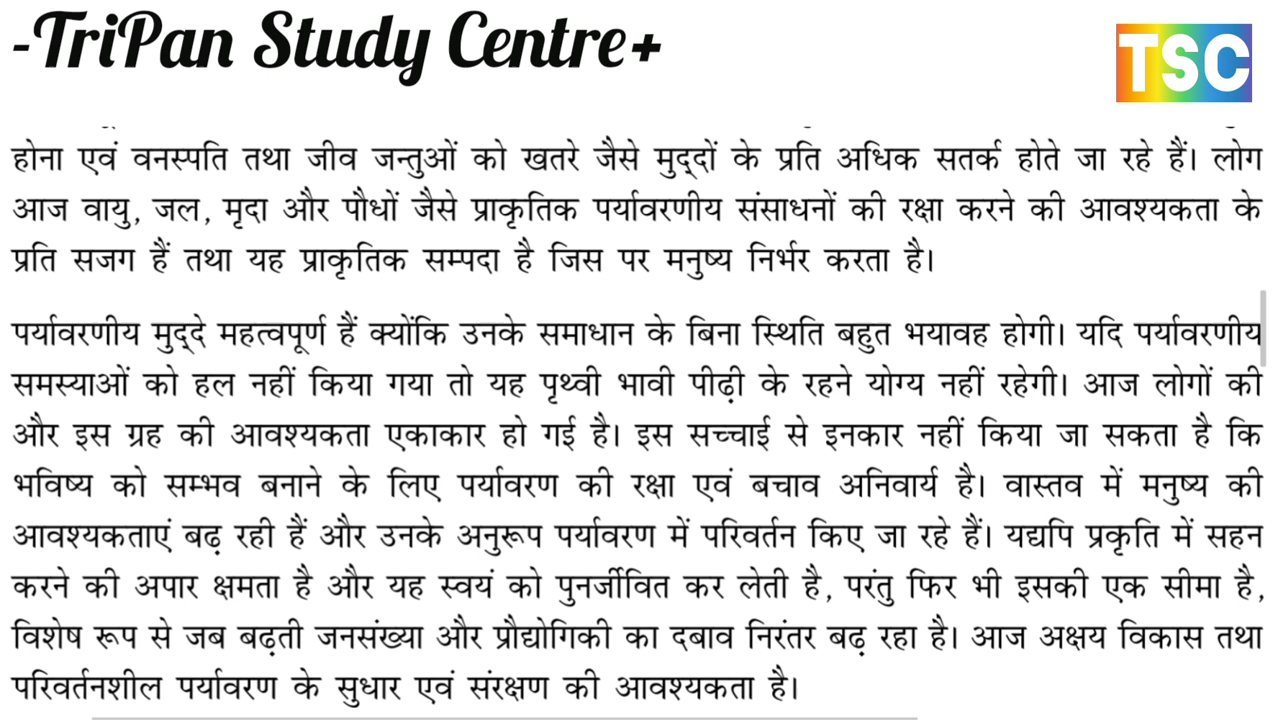 -TriPan Study Centre+
TSC
होना एवं वनस्पति तथा जीव जन्तुओं को खतरे जैसे मुद्दों के प्रति अधिक सतर्क होते जा रहे हैं। लोग
आज वायु, जल, मृदा और पौधों जैसे प्राकृतिक पर्यावरणीय संसाधनों की रक्षा करने की आवश्यकता के
प्रति सजग हैं तथा यह प्राकृतिक सम्पदा है जिस पर मनुष्य निर्भर करता है।
पर्यावरणीय मुद्दे महत्वपूर्ण हैं क्योंकि उनके समाधान के बिना स्थिति बहुत भयावह होगी। यदि पर्यावरणीय
समस्याओं को हल नहीं किया गया तो यह पृथ्वी भावी पीढ़ी के रहने योग्य नहीं रहेगी। आज लोगों की
और इस ग्रह की आवश्यकता एकाकार हो गई है। इस सच्चाई से इनकार नहीं किया जा सकता है कि
भविष्य को सम्भव बनाने के लिए पर्यावरण की रक्षा एवं बचाव अनिवार्य है। वास्तव में मनुष्य की
आवश्यकताएं बढ़ रही हैं और उनके अनुरूप पर्यावरण में परिवर्तन किए जा रहे हैं। यद्यपि प्रकृति में सहन
करने की अपार क्षमता है और यह स्वयं को पुनर्जीवित कर लेती है, परंतु फिर भी इसकी एक सीमा है,
विशेष रूप से जब बढ़ती जनसंख्या और प्रौद्योगिकी का दबाव निरंतर बढ़ रहा है। आज अक्षय विकास तथा
परिवर्तनशील पर्यावरण के सुधार एवं संरक्षण की आवश्यकता है।